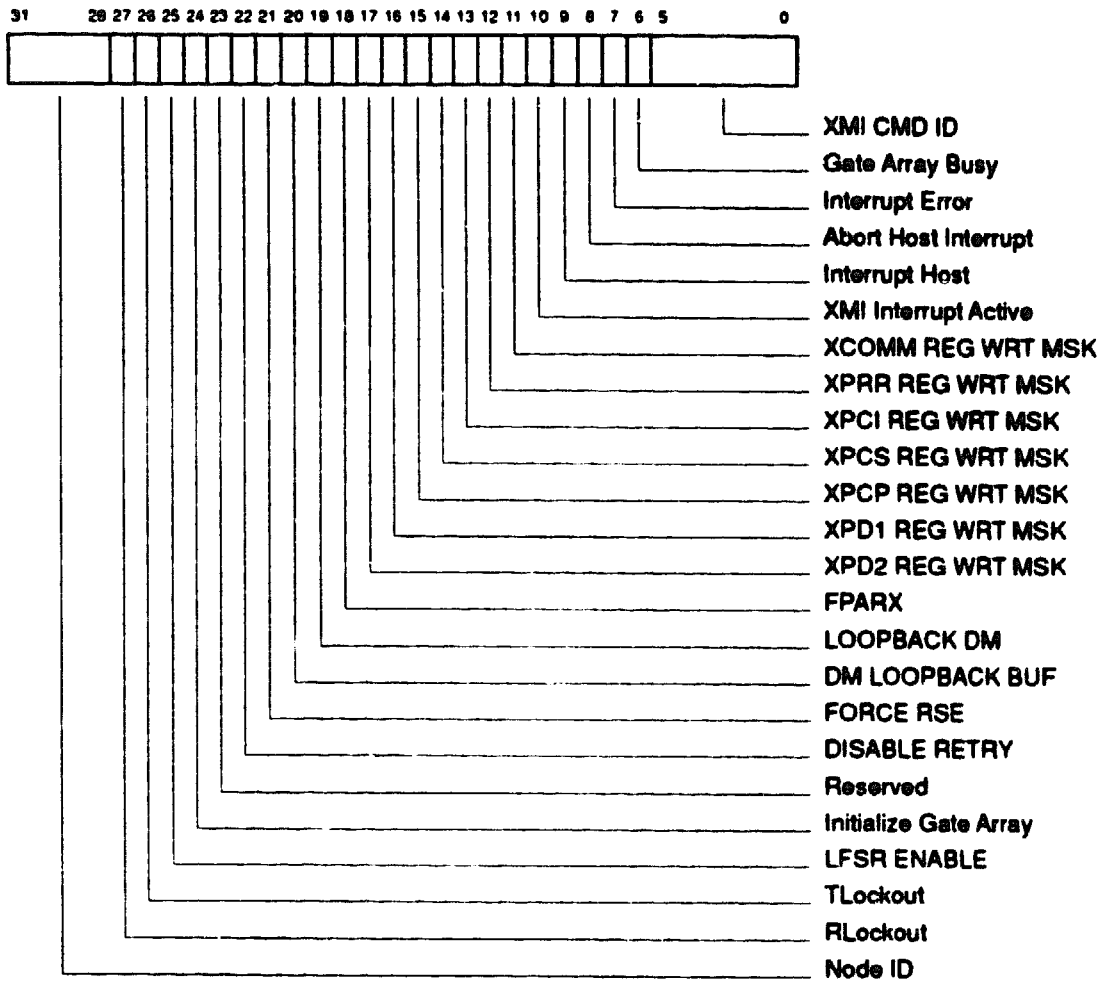 31 28 27 26 25 24 23 22 21 20 19 18 17 16 15 14 13 12 11 10 9 8 7 6 5 0
XMI CMD ID
Gate Array Busy
Interrupt Error
Abort Host Interrupt
Interrupt Host
XMI Interrupt Active
XCOMM REG WRT MSK
XPRR REG WRT MSK
XPCI REG WRT MSK
XPCS REG WRT MSK
XPCP REG WRT MSK
XPD1 REG WRT MSK
XPD2 REG WRT MSK
FPARX
LOOPBACK DM
DM LOOPBACK BUF
FORCE RSE
DISABLE RETRY
Reserved
Initialize Gate Array
LFSR ENABLE
TLockout
RLockout
Node ID